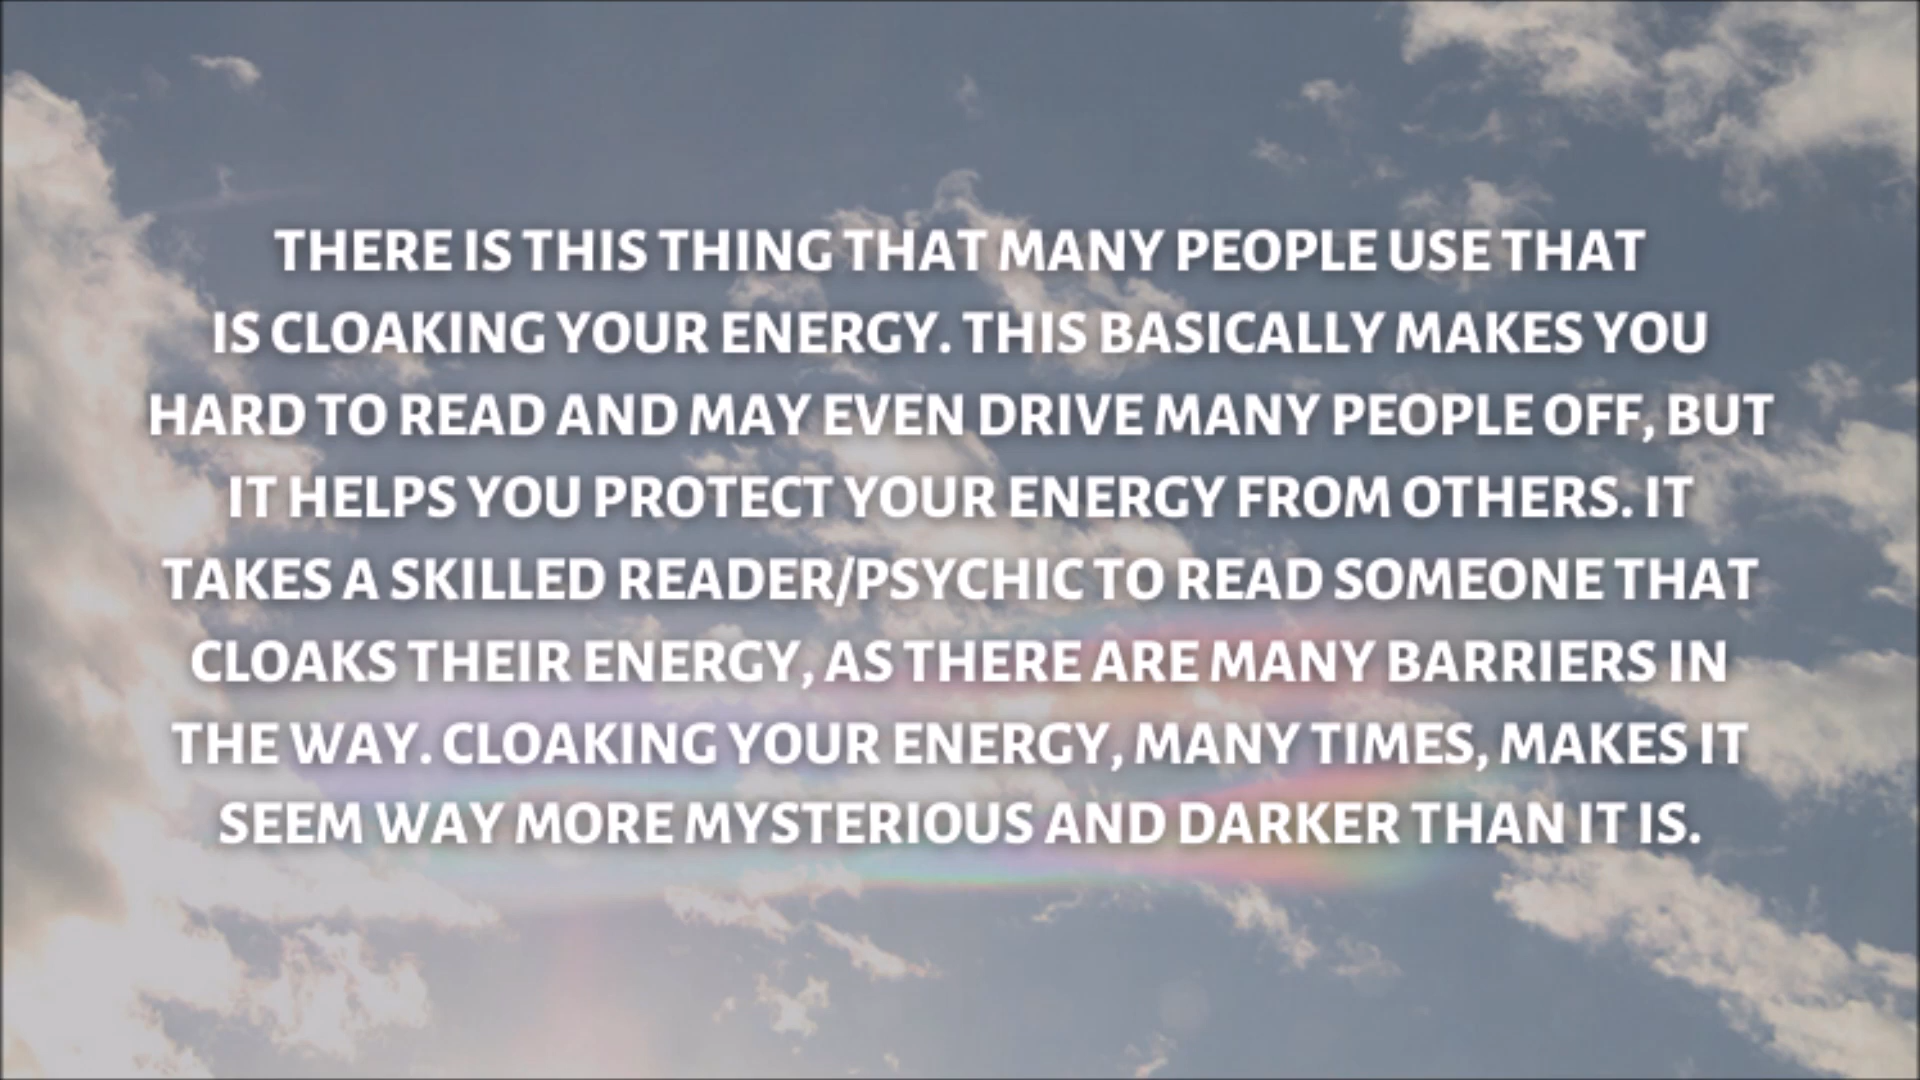 THERE IS THIS THING THAT MANY PEOPLE USE THAT
IS CLOAKING YOUR ENERGY. THIS BASICALLY MAKES YOU
HARD TO READ AND MAY EVEN DRIVE MANY PEOPLE OFF, BUT
IT HELPS YOU PROTECT YOUR ENERGY FROM OTHERS. IT
TAKES A SKILLED READER/PSYCHIC TO READ SOMEONE THAT
CLOAKS THEIR ENERGY, AS THERE ARE MANY BARRIERS IN
THE WAY. CLOAKING YOUR ENERGY, MANY TIMES, MAKES IT
SEEM WAY MORE MYSTERIOUS AND DARKER THAN IT IS.